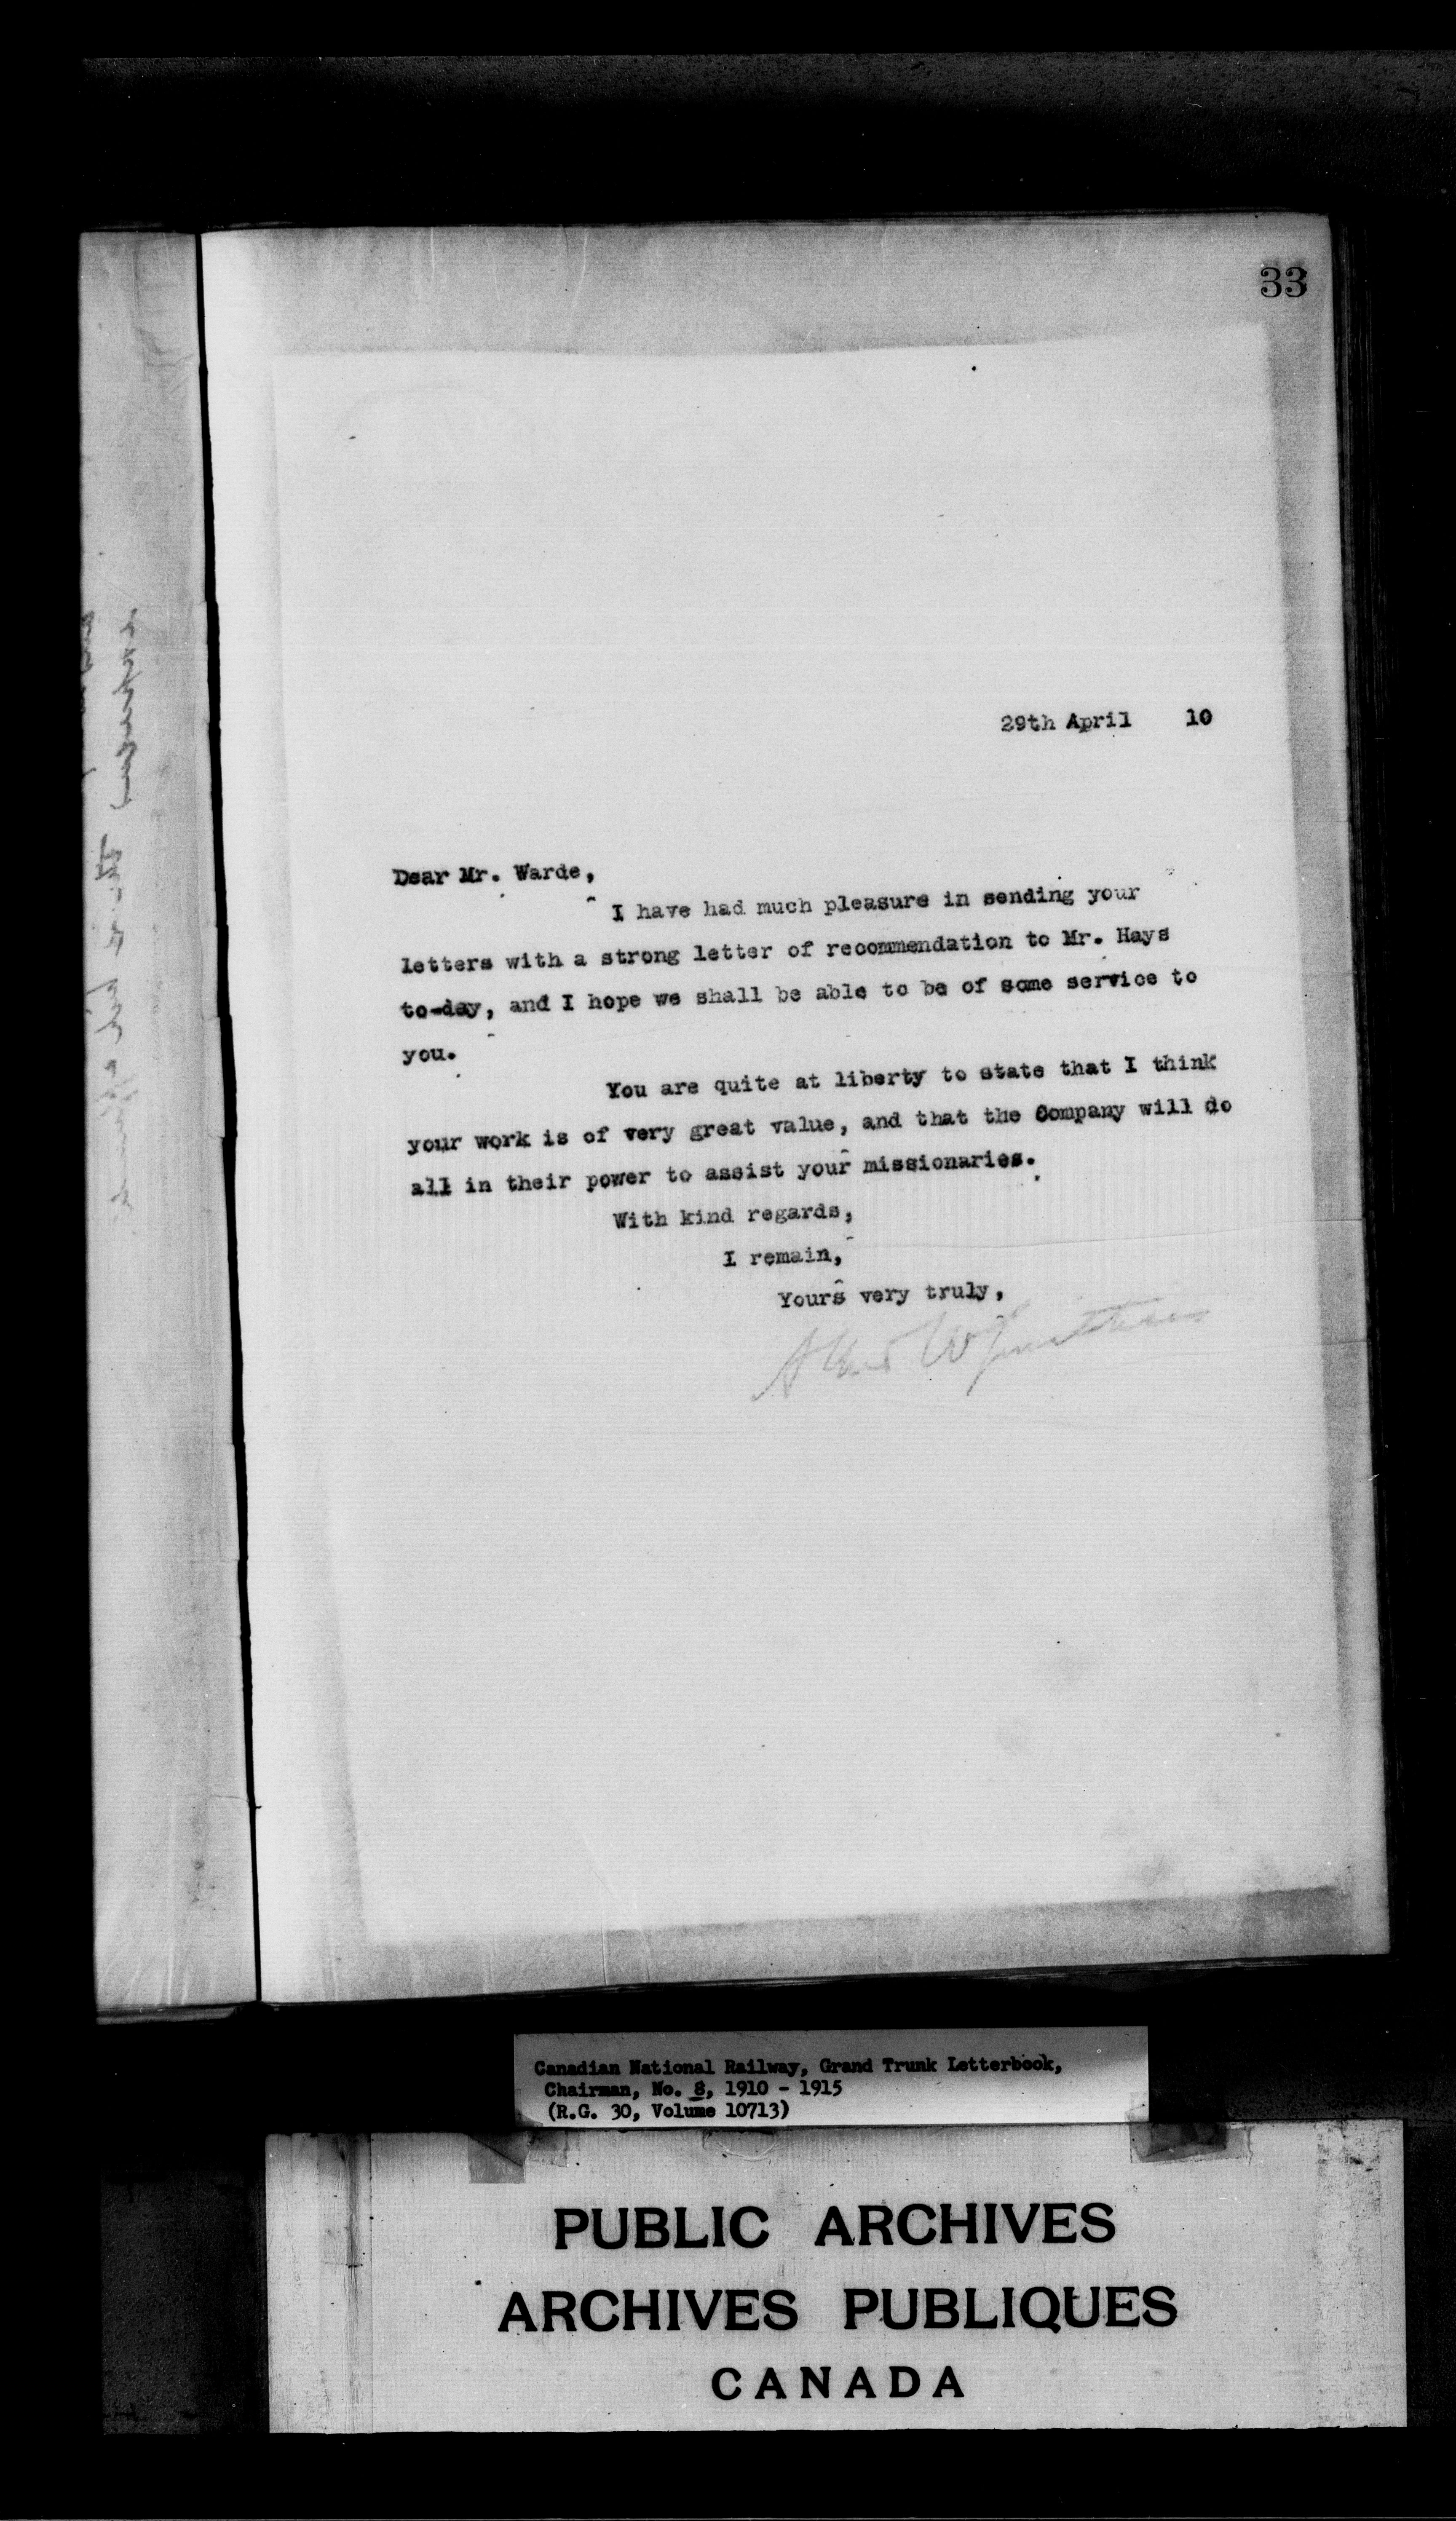 33
29th April 10
Dear Mr. Warde,
I have had much pleasure in sending your
letters with a strong letter of recommendation to Mr. Hays
to-day, and I hope we shall be able to be of some service to
you.
You are quite at liberty to state that I think
your work is of very great value, and that the Company will do
all in their power to assist your missionaries.
With kind regards,
I remain,
Yours very truly,
Alfred W Smithers
Canadian National Railway, Grand Trunk Letterbook,
Chairman, No. 8, 1910 - 1915
(R.G. 30, Volume 10713)
PUBLIC ARCHIVES
ARCHIVES PUBLIQUES
CANADA